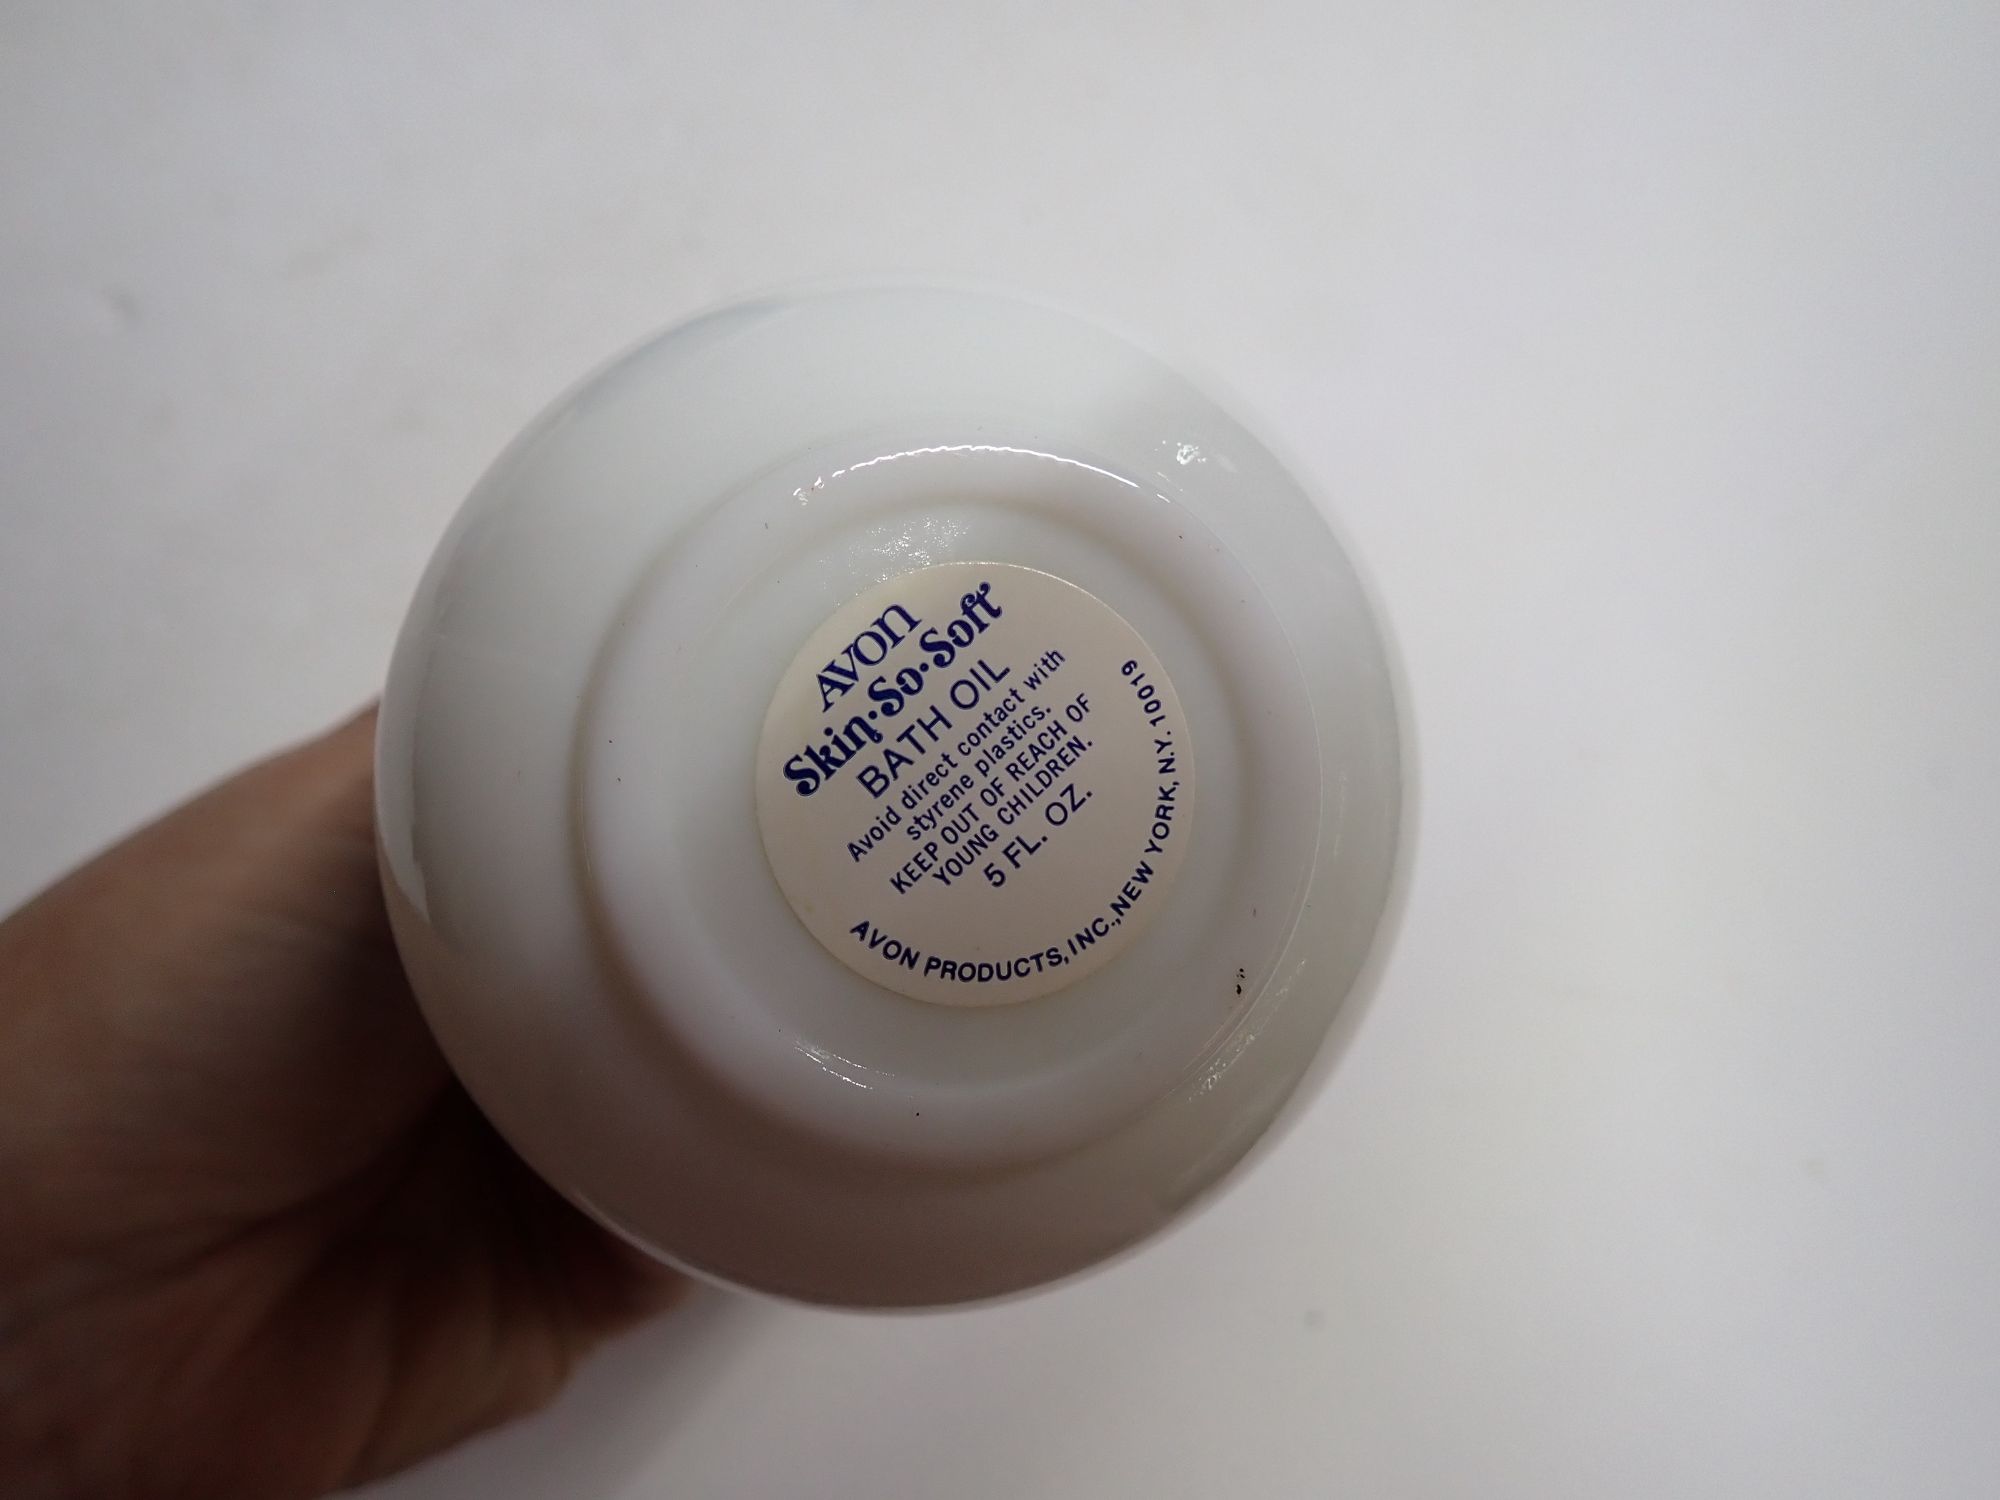 AVON
Skin·So·Soft
BATH OIL
Avoid direct contact with
styrene plastics.
KEEP OUT OF REACH OF
YOUNG CHILDREN.
5 FL. OZ.
AVON PRODUCTS, INC., NEW YORK, N.Y. 10019